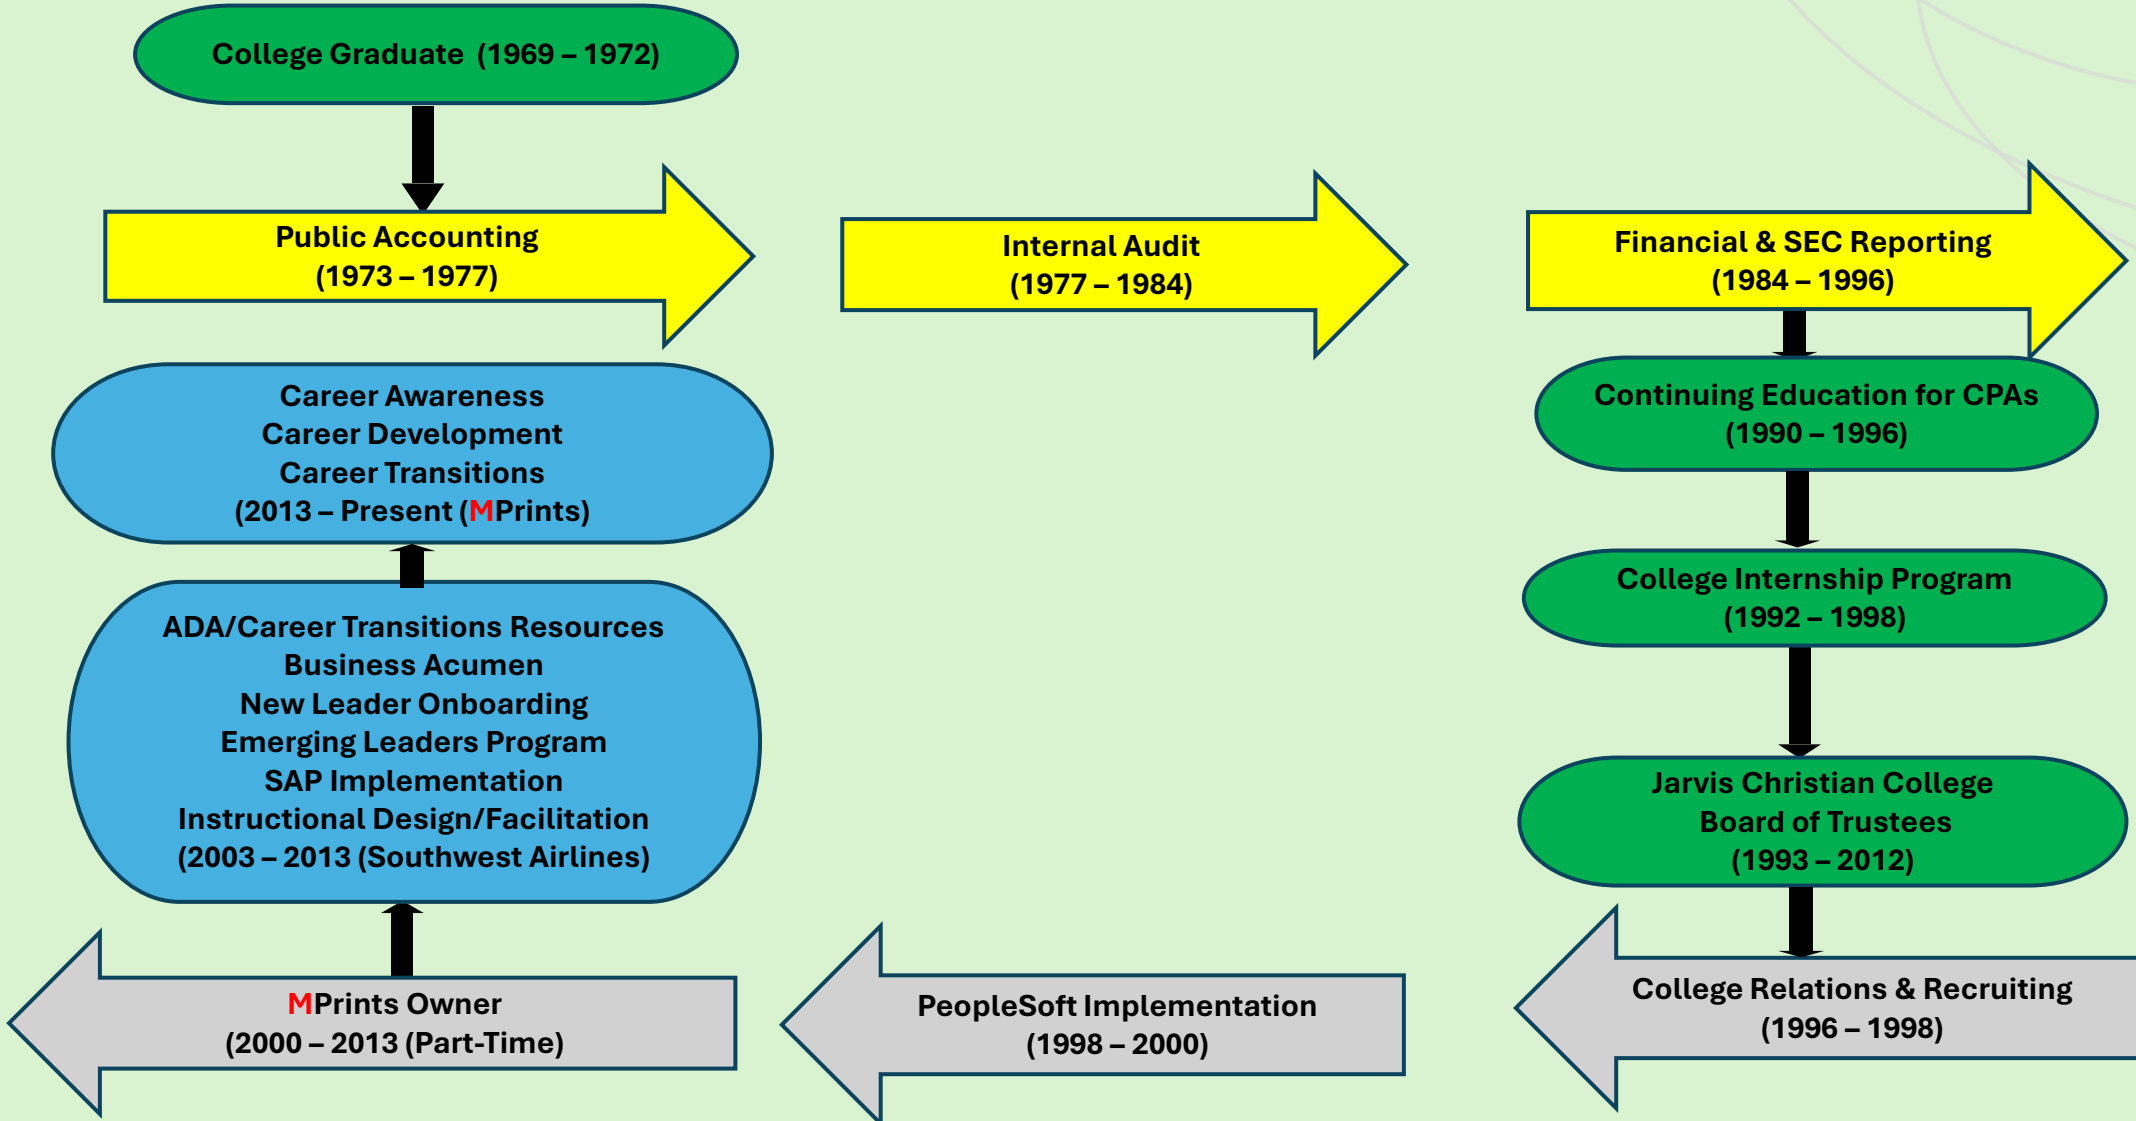 College Graduate  (1969 – 1972)
Public Accounting
(1973 – 1977)
Internal Audit
(1977 – 1984)
Financial & SEC Reporting
(1984 – 1996)
Continuing Education for CPAs
(1990 – 1996)
College Internship Program
(1992 – 1998)
Jarvis Christian College
Board of Trustees
(1993 – 2012)
College Relations & Recruiting
(1996 – 1998)
PeopleSoft Implementation
(1998 – 2000)
MPrints Owner
(2000 – 2013 (Part-Time)
ADA/Career Transitions Resources
Business Acumen
New Leader Onboarding
Emerging Leaders Program
SAP Implementation
Instructional Design/Facilitation
(2003 – 2013 (Southwest Airlines)
Career Awareness
Career Development
Career Transitions
(2013 – Present (MPrints)